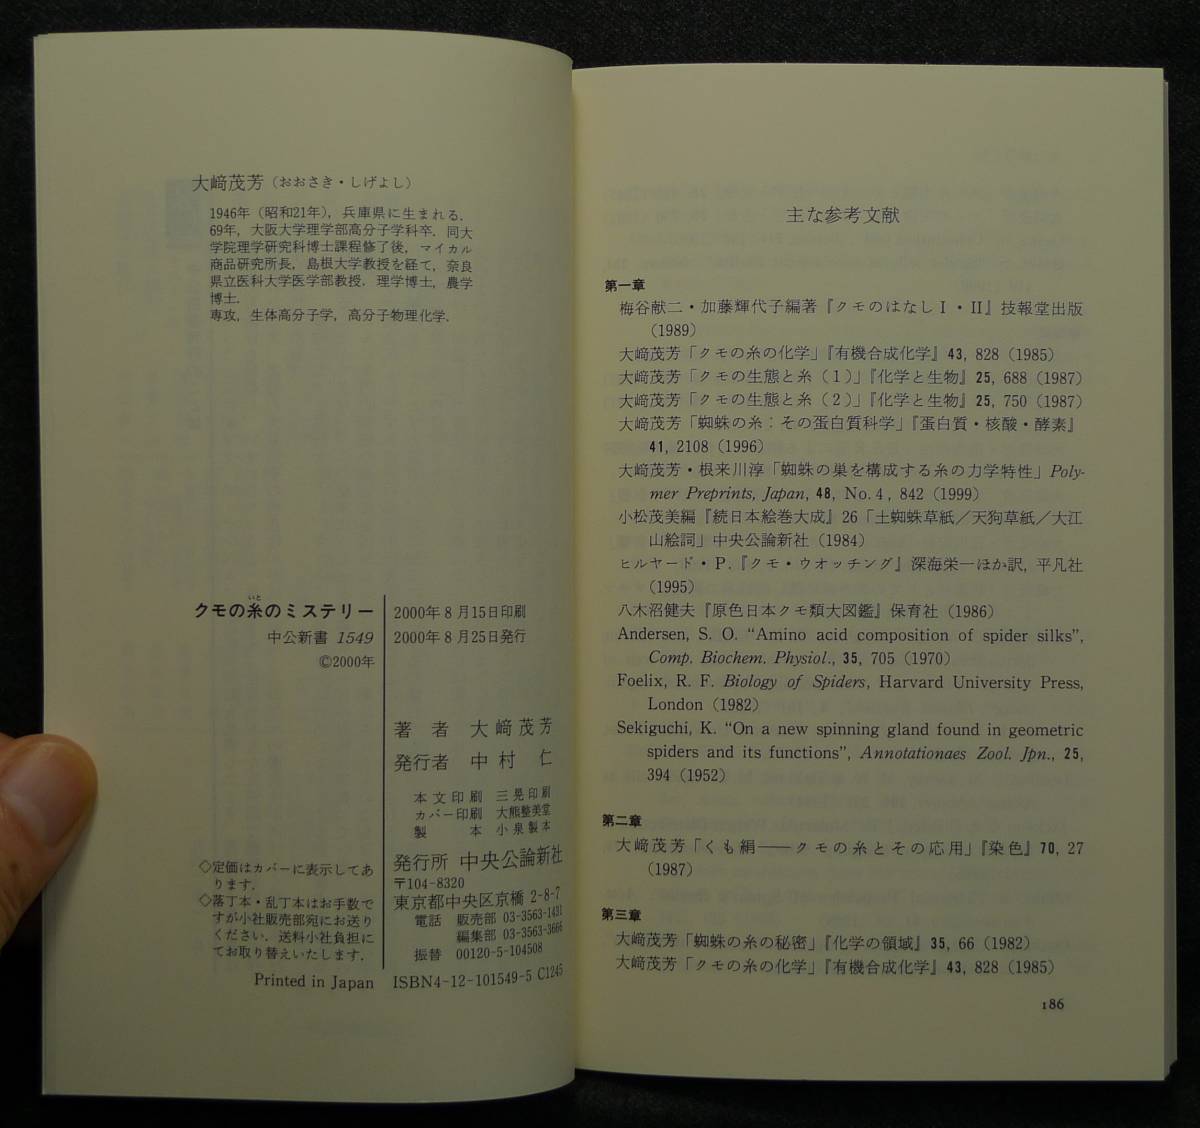 大﨑茂芳（おおさき・しげよし）
1946年（昭和21年），兵庫県に生まれる．
69年，大阪大学理学部高分子学科卒．同大
学院理学研究科博士課程修了後，マイカル
商品研究所長，島根大学教授を経て，奈良
県立医科大学医学部教授．理学博士，農学
博士．
専攻，生体高分子学，高分子物理化学．
いと
クモの糸のミステリー
中公新書 1549
©2000年
2000年8月15日印刷
2000年8月25日発行
著　者　大﨑茂芳
発行者　中村　仁
本文印刷　三晃印刷
カバー印刷　大熊整美堂
製　　本　小泉製本
発行所　中央公論新社
〒104-8320
東京都中央区京橋 2-8-7
電話　販売部 03-3563-1431
編集部 03-3563-3666
振替　00120-5-104508
◇定価はカバーに表示してあ
ります．
◇落丁本・乱丁本はお手数で
すが小社販売部宛にお送り
ください．送料小社負担に
てお取り替えいたします．
Printed in Japan
ISBN4-12-101549-5 C1245
主な参考文献
第一章
梅谷献二・加藤輝代子編著『クモのはなしⅠ・Ⅱ』技報堂出版
（1989）
大﨑茂芳「クモの糸の化学」『有機合成化学』43, 828（1985）
大﨑茂芳「クモの生態と糸（1）」『化学と生物』25, 688（1987）
大﨑茂芳「クモの生態と糸（2）」『化学と生物』25, 750（1987）
大﨑茂芳「蜘蛛の糸：その蛋白質科学」『蛋白質・核酸・酵素』
41, 2108（1996）
大﨑茂芳・根来川淳「蜘蛛の巣を構成する糸の力学特性」Poly-
mer Preprints, Japan, 48, No. 4, 842（1999）
小松茂美編『続日本絵巻大成』26「土蜘蛛草紙／天狗草紙／大江
山絵詞」中央公論新社（1984）
ヒルヤード・P.『クモ・ウオッチング』深海栄一ほか訳，平凡社
（1995）
八木沼健夫『原色日本クモ類大図鑑』保育社（1986）
Andersen, S. O. “Amino acid composition of spider silks”,
Comp. Biochem. Physiol., 35, 705（1970）
Foelix, R. F. Biology of Spiders, Harvard University Press,
London（1982）
Sekiguchi, K. “On a new spinning gland found in geometric
spiders and its functions”, Annotationaes Zool. Jpn., 25,
394（1952）
第二章
大﨑茂芳「くも絹――クモの糸とその応用」『染色』70, 27
（1987）
第三章
大﨑茂芳「蜘蛛の糸の秘密」『化学の領域』35, 66（1982）
大﨑茂芳「クモの糸の化学」『有機合成化学』43, 828（1985）
186